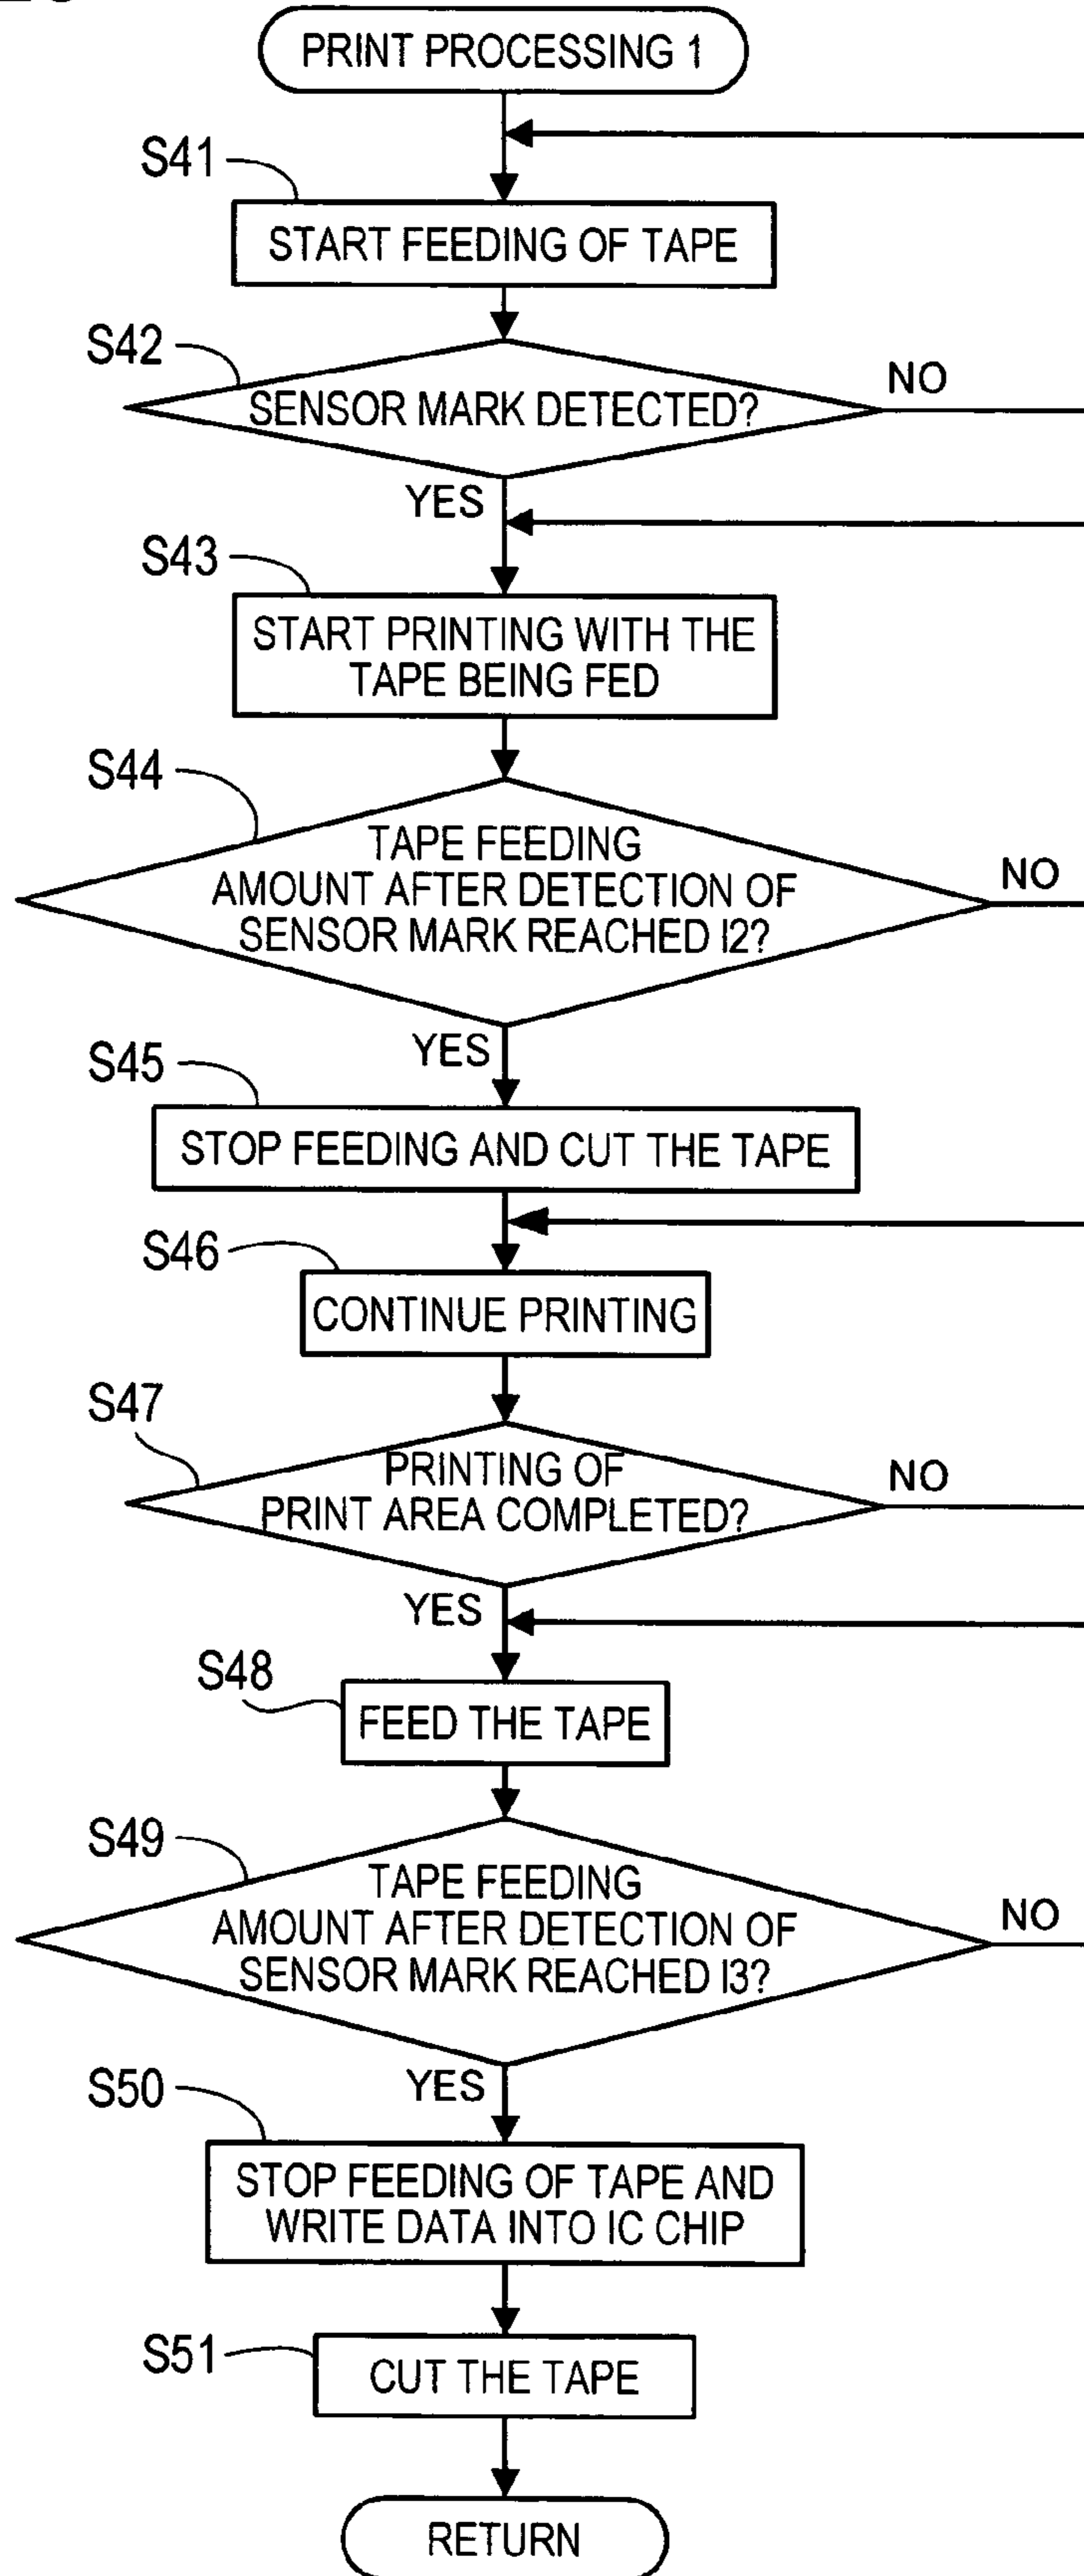 PRINT PROCESSING 1
S41
START FEEDING OF TAPE
S42
SENSOR MARK DETECTED?
NO
YES
S43
START PRINTING WITH THE
TAPE BEING FED
S44
TAPE FEEDING
AMOUNT AFTER DETECTION OF
SENSOR MARK REACHED I2?
NO
YES
S45
STOP FEEDING AND CUT THE TAPE
S46
CONTINUE PRINTING
S47
PRINTING OF
PRINT AREA COMPLETED?
NO
YES
S48
FEED THE TAPE
S49
TAPE FEEDING
AMOUNT AFTER DETECTION OF
SENSOR MARK REACHED I3?
NO
YES
S50
STOP FEEDING OF TAPE AND
WRITE DATA INTO IC CHIP
S51
CUT THE TAPE
RETURN